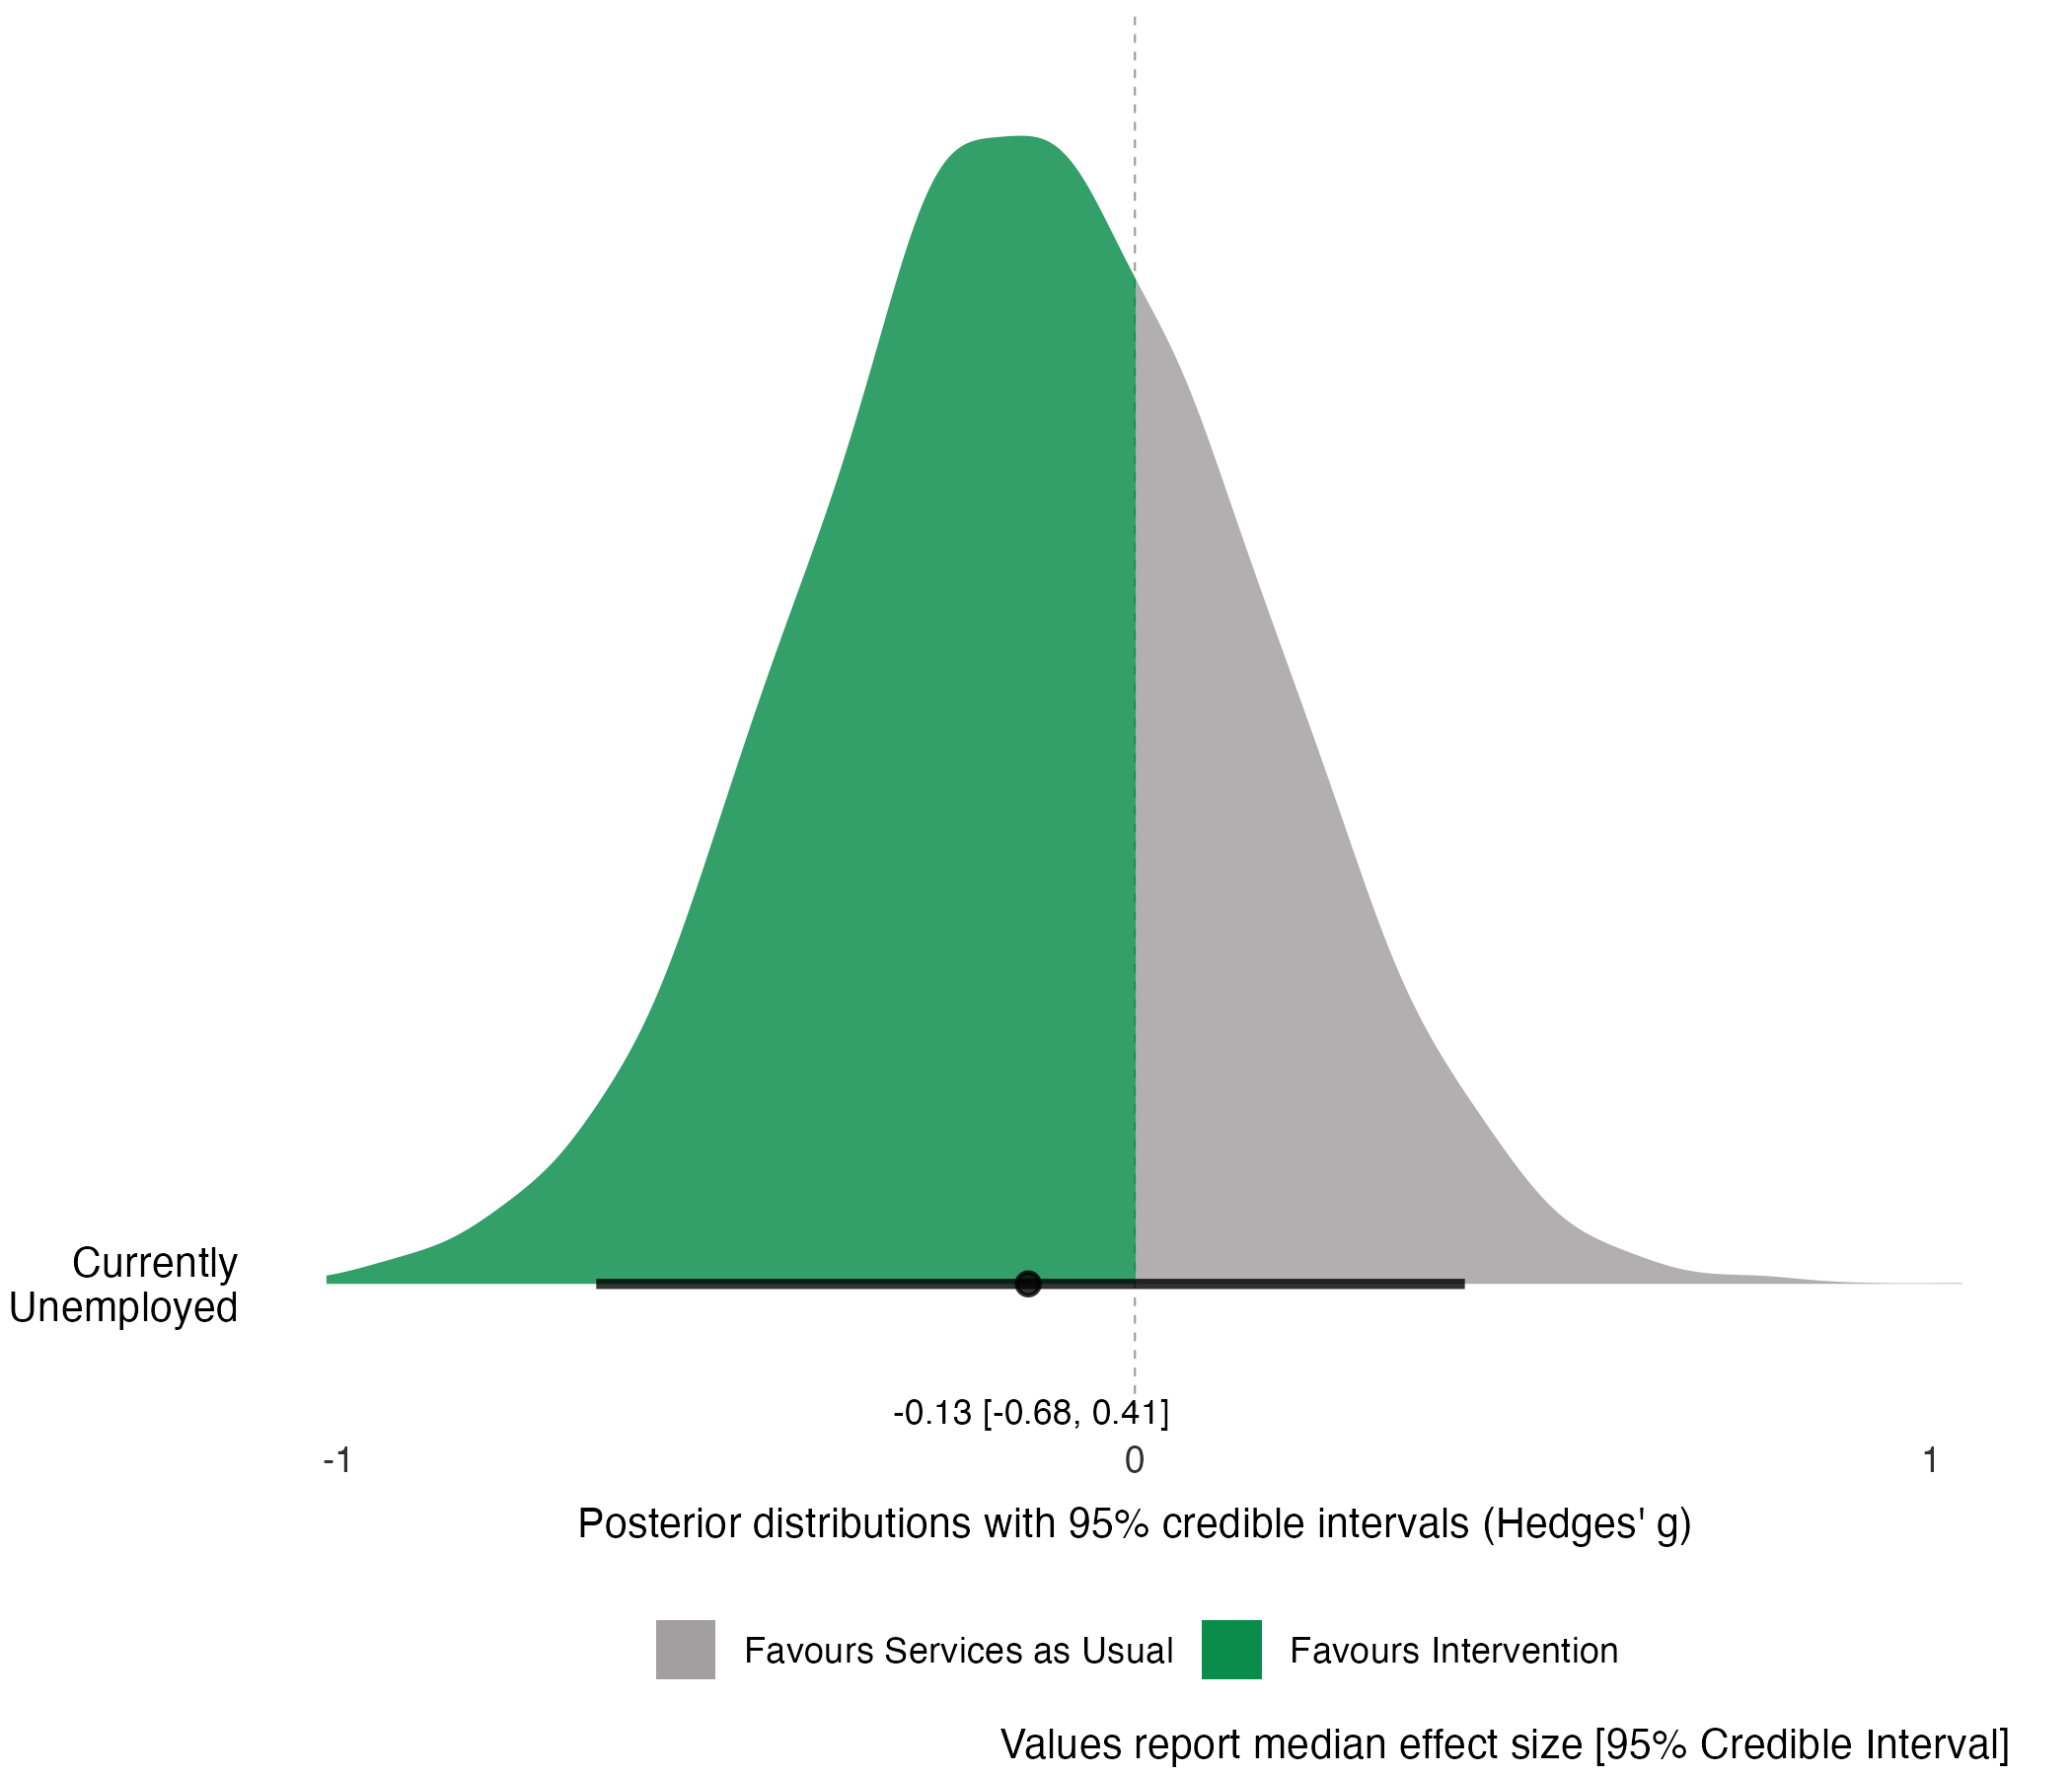 Currently
Unemployed
-0.13 [-0.68, 0.41]
-1 0 1
Posterior distributions with 95% credible intervals (Hedges' g)
Favours Services as Usual Favours Intervention
Values report median effect size [95% Credible Interval]